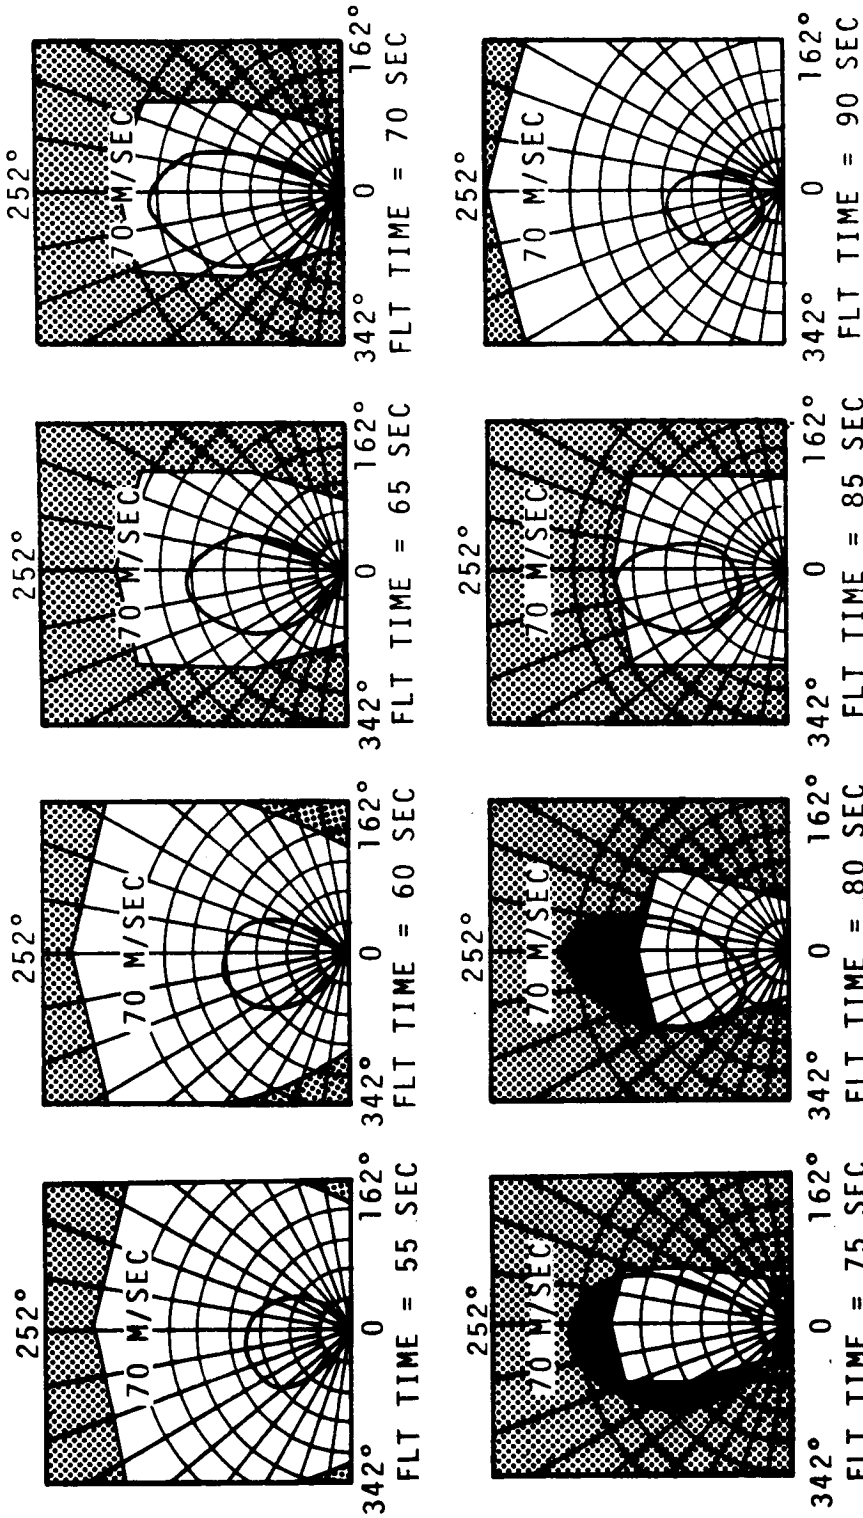 252°
70 M/SEC
342° 0 162°
FLT TIME = 55 SEC
252°
70 M/SEC
342° 0 162°
FLT TIME = 60 SEC
252°
70 M/SEC
342° 0 162°
FLT TIME = 65 SEC
252°
70 M/SEC
342° 0 162°
FLT TIME = 70 SEC
252°
70 M/SEC
342° 0 162°
FLT TIME = 75 SEC
252°
70 M/SEC
342° 0 162°
FLT TIME = 80 SEC
252°
70 M/SEC
342° 0 162°
FLT TIME = 85 SEC
252°
70 M/SEC
342° 0 162°
FLT TIME = 90 SEC